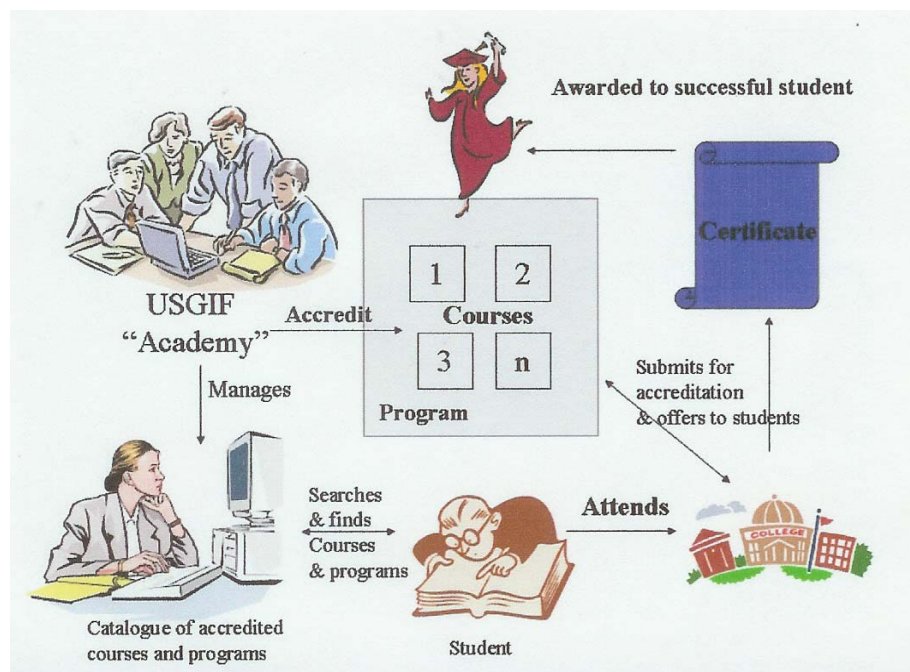 Awarded to successful student
Certificate
USGIF
“Academy”
Accredit
1
2
Courses
3
n
Program
Manages
Submits for
accreditation
& offers to students
Searches
& finds
Courses
& programs
Attends
COLLEGE
Catalogue of accredited
courses and programs
Student